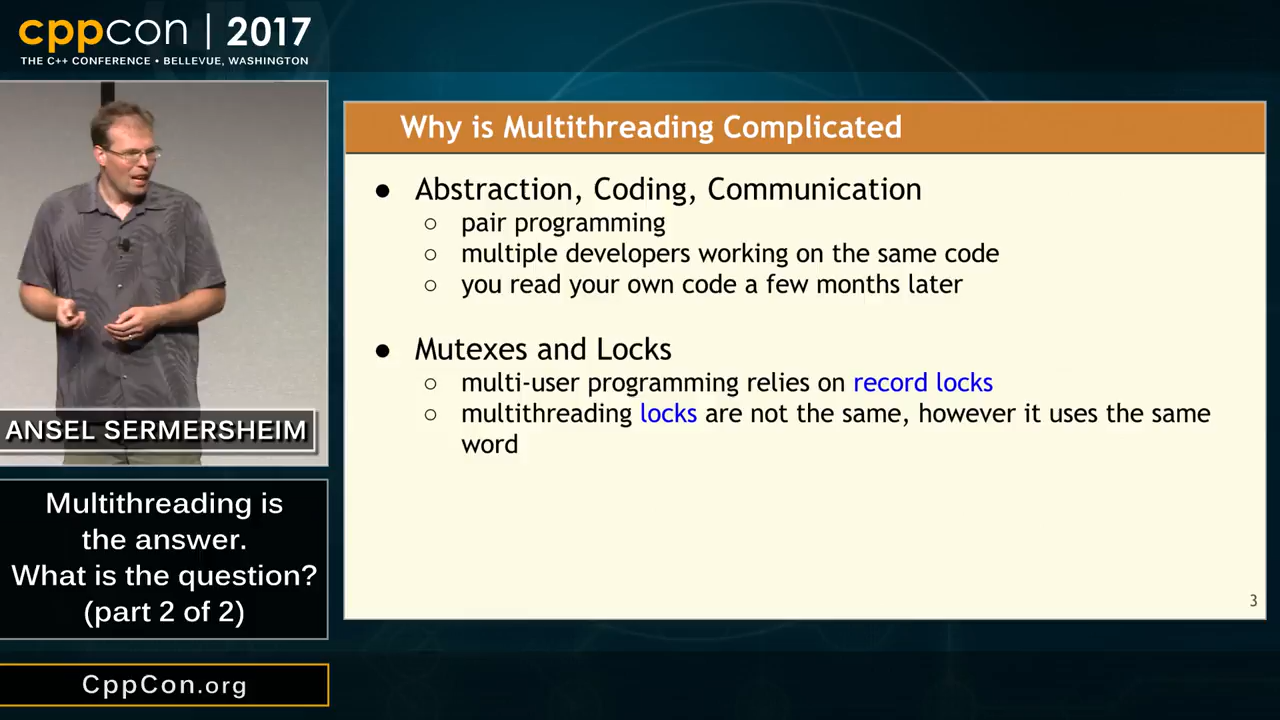 cppcon | 2017
THE C++ CONFERENCE • BELLEVUE, WASHINGTON
ANSEL SERMERSHEIM
Multithreading is
the answer.
What is the question?
(part 2 of 2)
CppCon.org
Why is Multithreading Complicated
● Abstraction, Coding, Communication
○ pair programming
○ multiple developers working on the same code
○ you read your own code a few months later
● Mutexes and Locks
○ multi-user programming relies on record locks
○ multithreading locks are not the same, however it uses the same
word
3